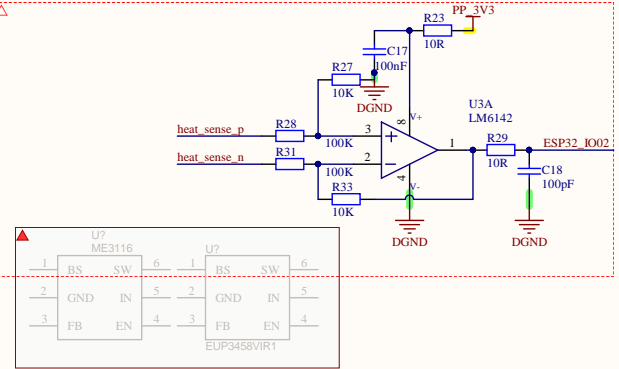 PP_3V3
R23
10R
C17
100nF
R27
10K
DGND
U3A
LM6142
8
V+
heat_sense_p
R28
100K
3
1
R29
10R
ESP32_IO02
heat_sense_n
R31
100K
2
4
V-
C18
100pF
R33
10K
DGND
DGND
U?
ME3116
1
BS
SW
6
2
GND
IN
5
3
FB
EN
4
U?
1
BS
SW
6
2
GND
IN
5
3
FB
EN
4
EUP3458VIR1